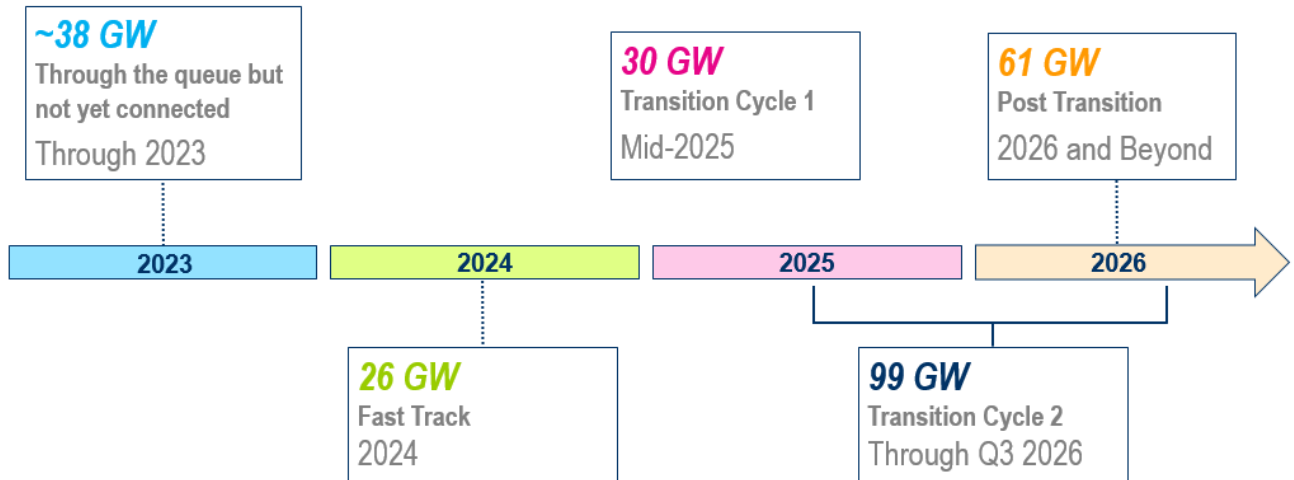 ~38 GW
Through the queue but
not yet connected
Through 2023
30 GW
Transition Cycle 1
Mid-2025
61 GW
Post Transition
2026 and Beyond
2023
2024
2025
2026
26 GW
Fast Track
2024
99 GW
Transition Cycle 2
Through Q3 2026